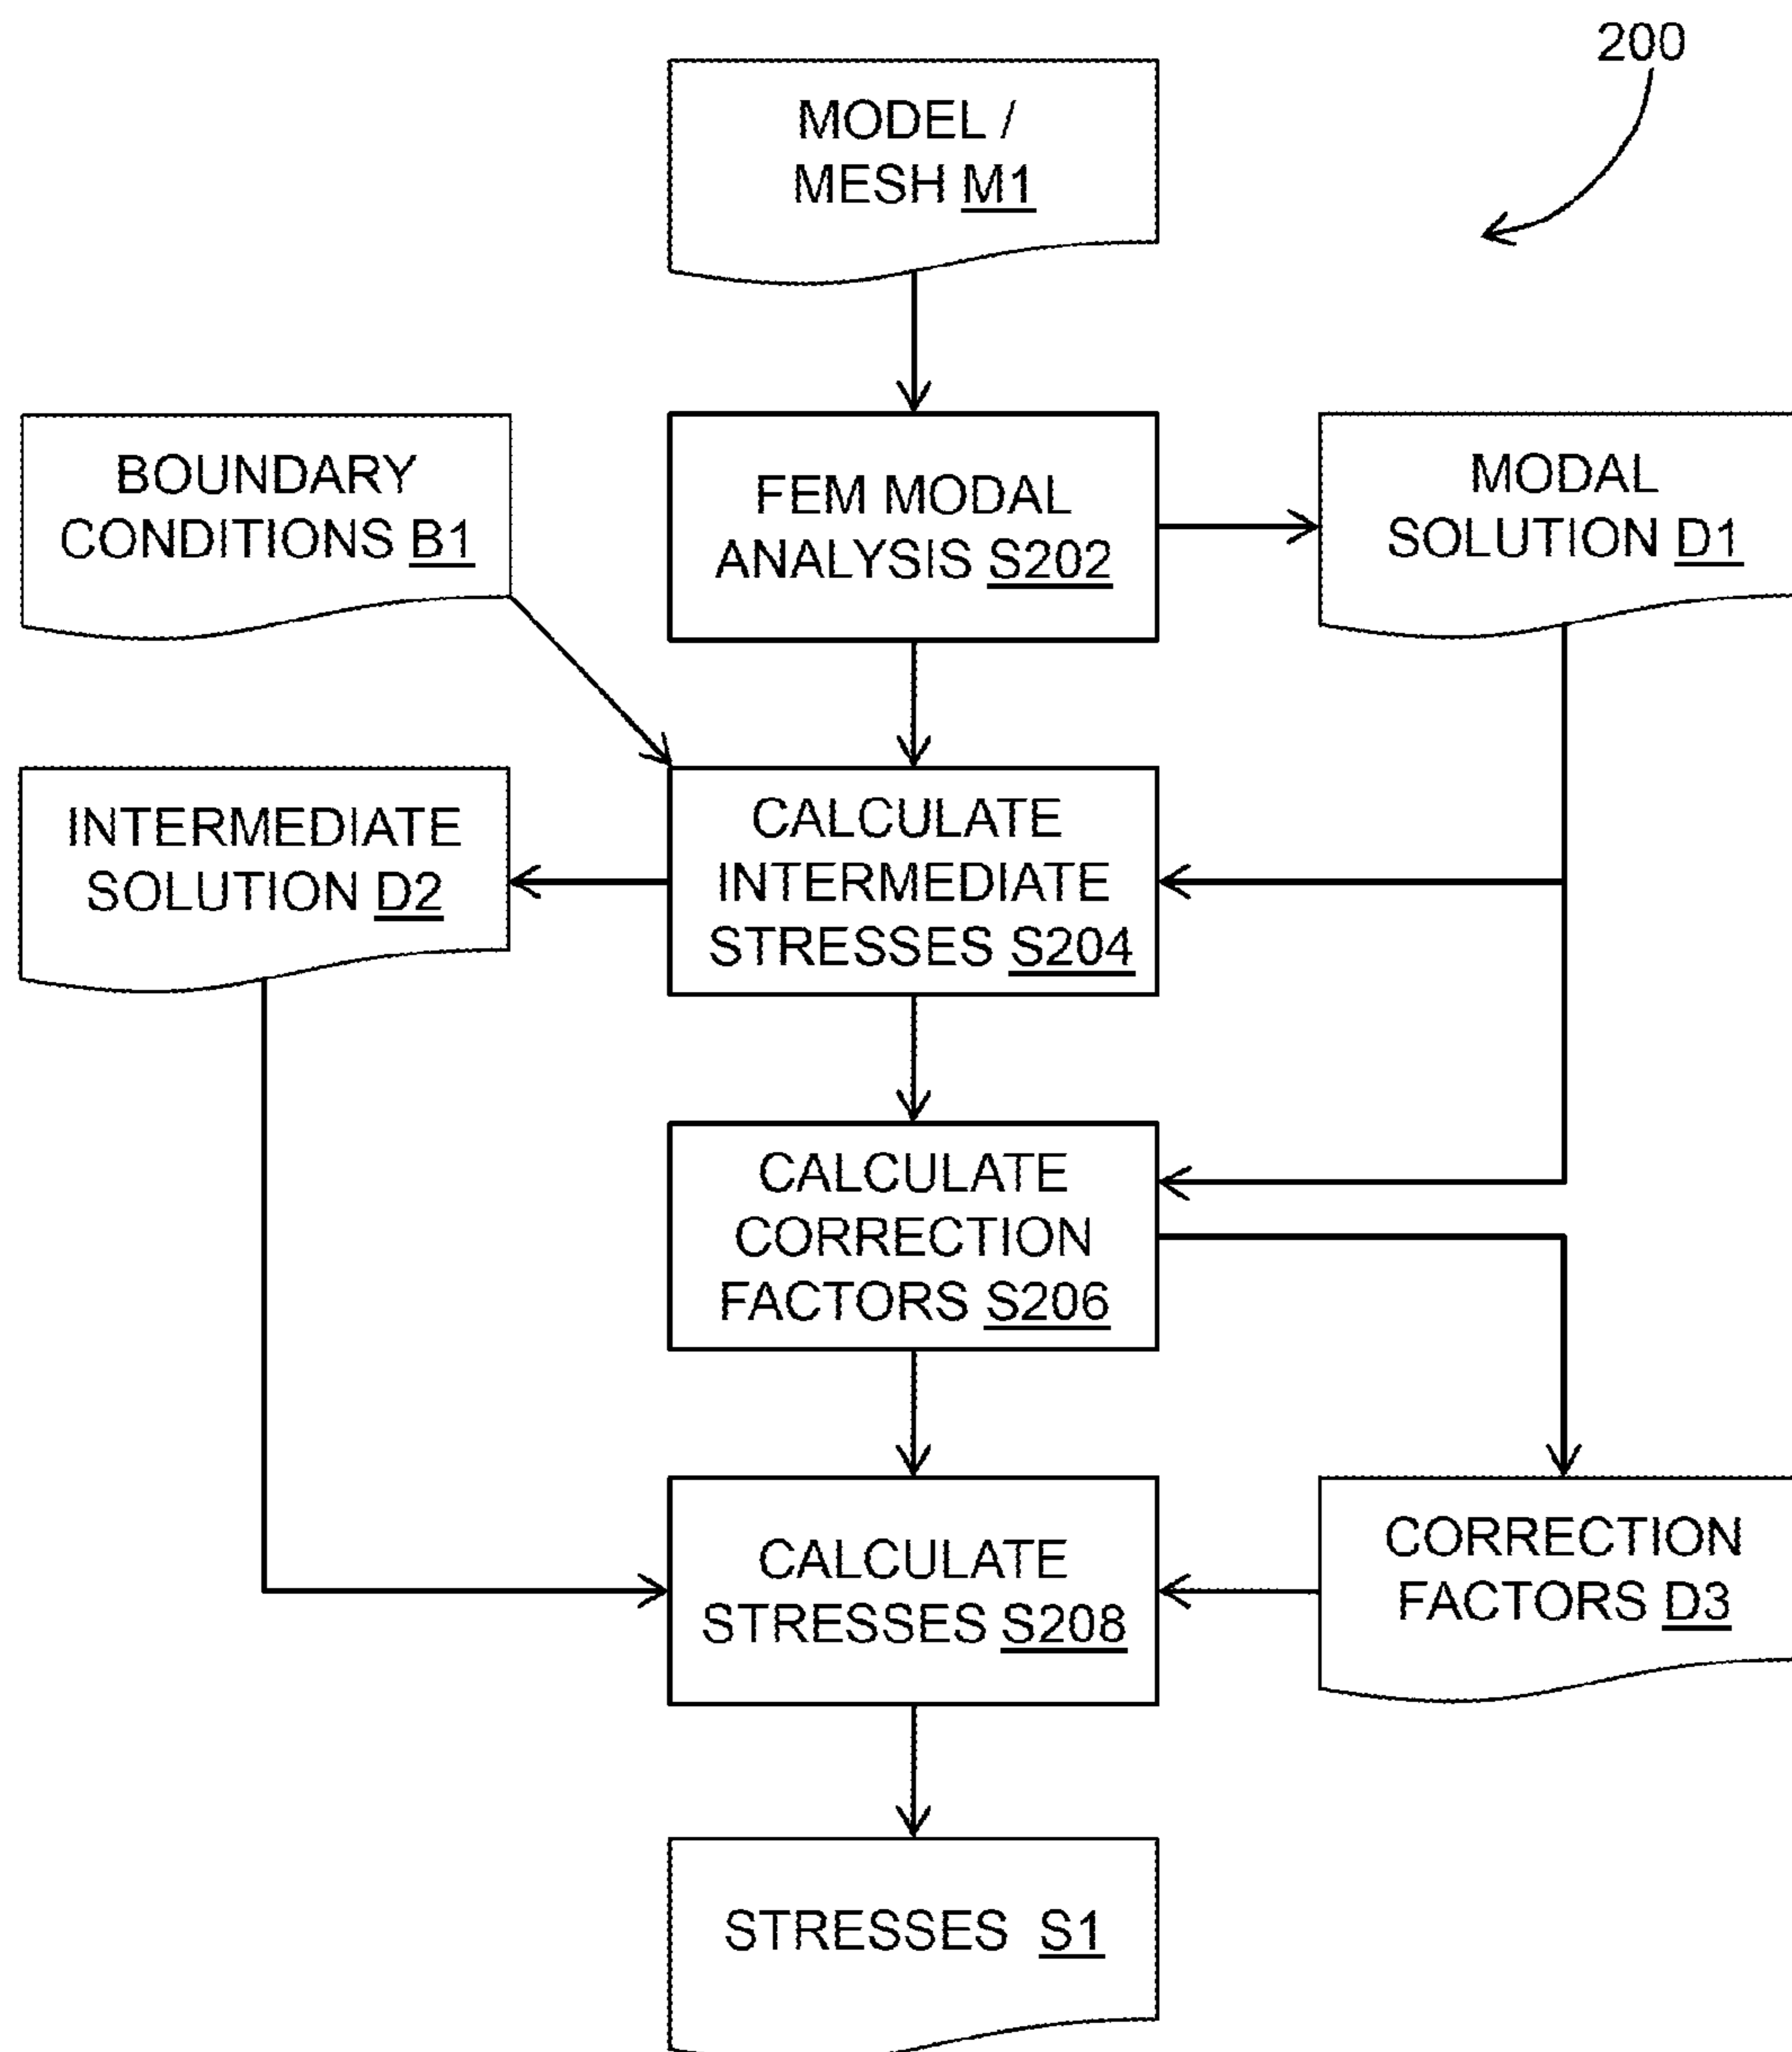 200
MODEL /
MESH M1
BOUNDARY
CONDITIONS B1
FEM MODAL
ANALYSIS S202
MODAL
SOLUTION D1
INTERMEDIATE
SOLUTION D2
CALCULATE
INTERMEDIATE
STRESSES S204
CALCULATE
CORRECTION
FACTORS S206
CALCULATE
STRESSES S208
CORRECTION
FACTORS D3
STRESSES S1